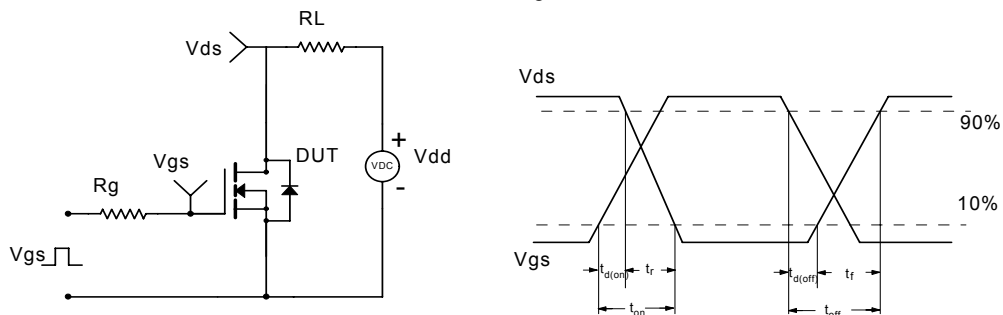 RL
Vds
Vgs
DUT
+
VDC
-
Vdd
Rg
Vgs
Vds
90%
10%
Vgs
td(on)
tr
td(off)
tf
ton
toff